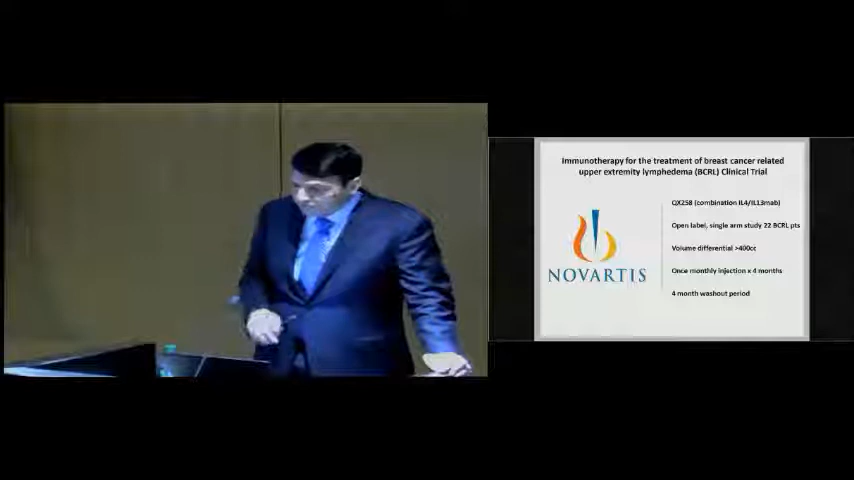 Immunotherapy for the treatment of breast cancer related
upper extremity lymphedema (BCRL) Clinical Trial
QX258 (combination IL4/IL13mab)
Open label, single arm study 22 BCRL pts
Volume differential >400cc
NOVARTIS
Once monthly injection x 4 months
4 month washout period